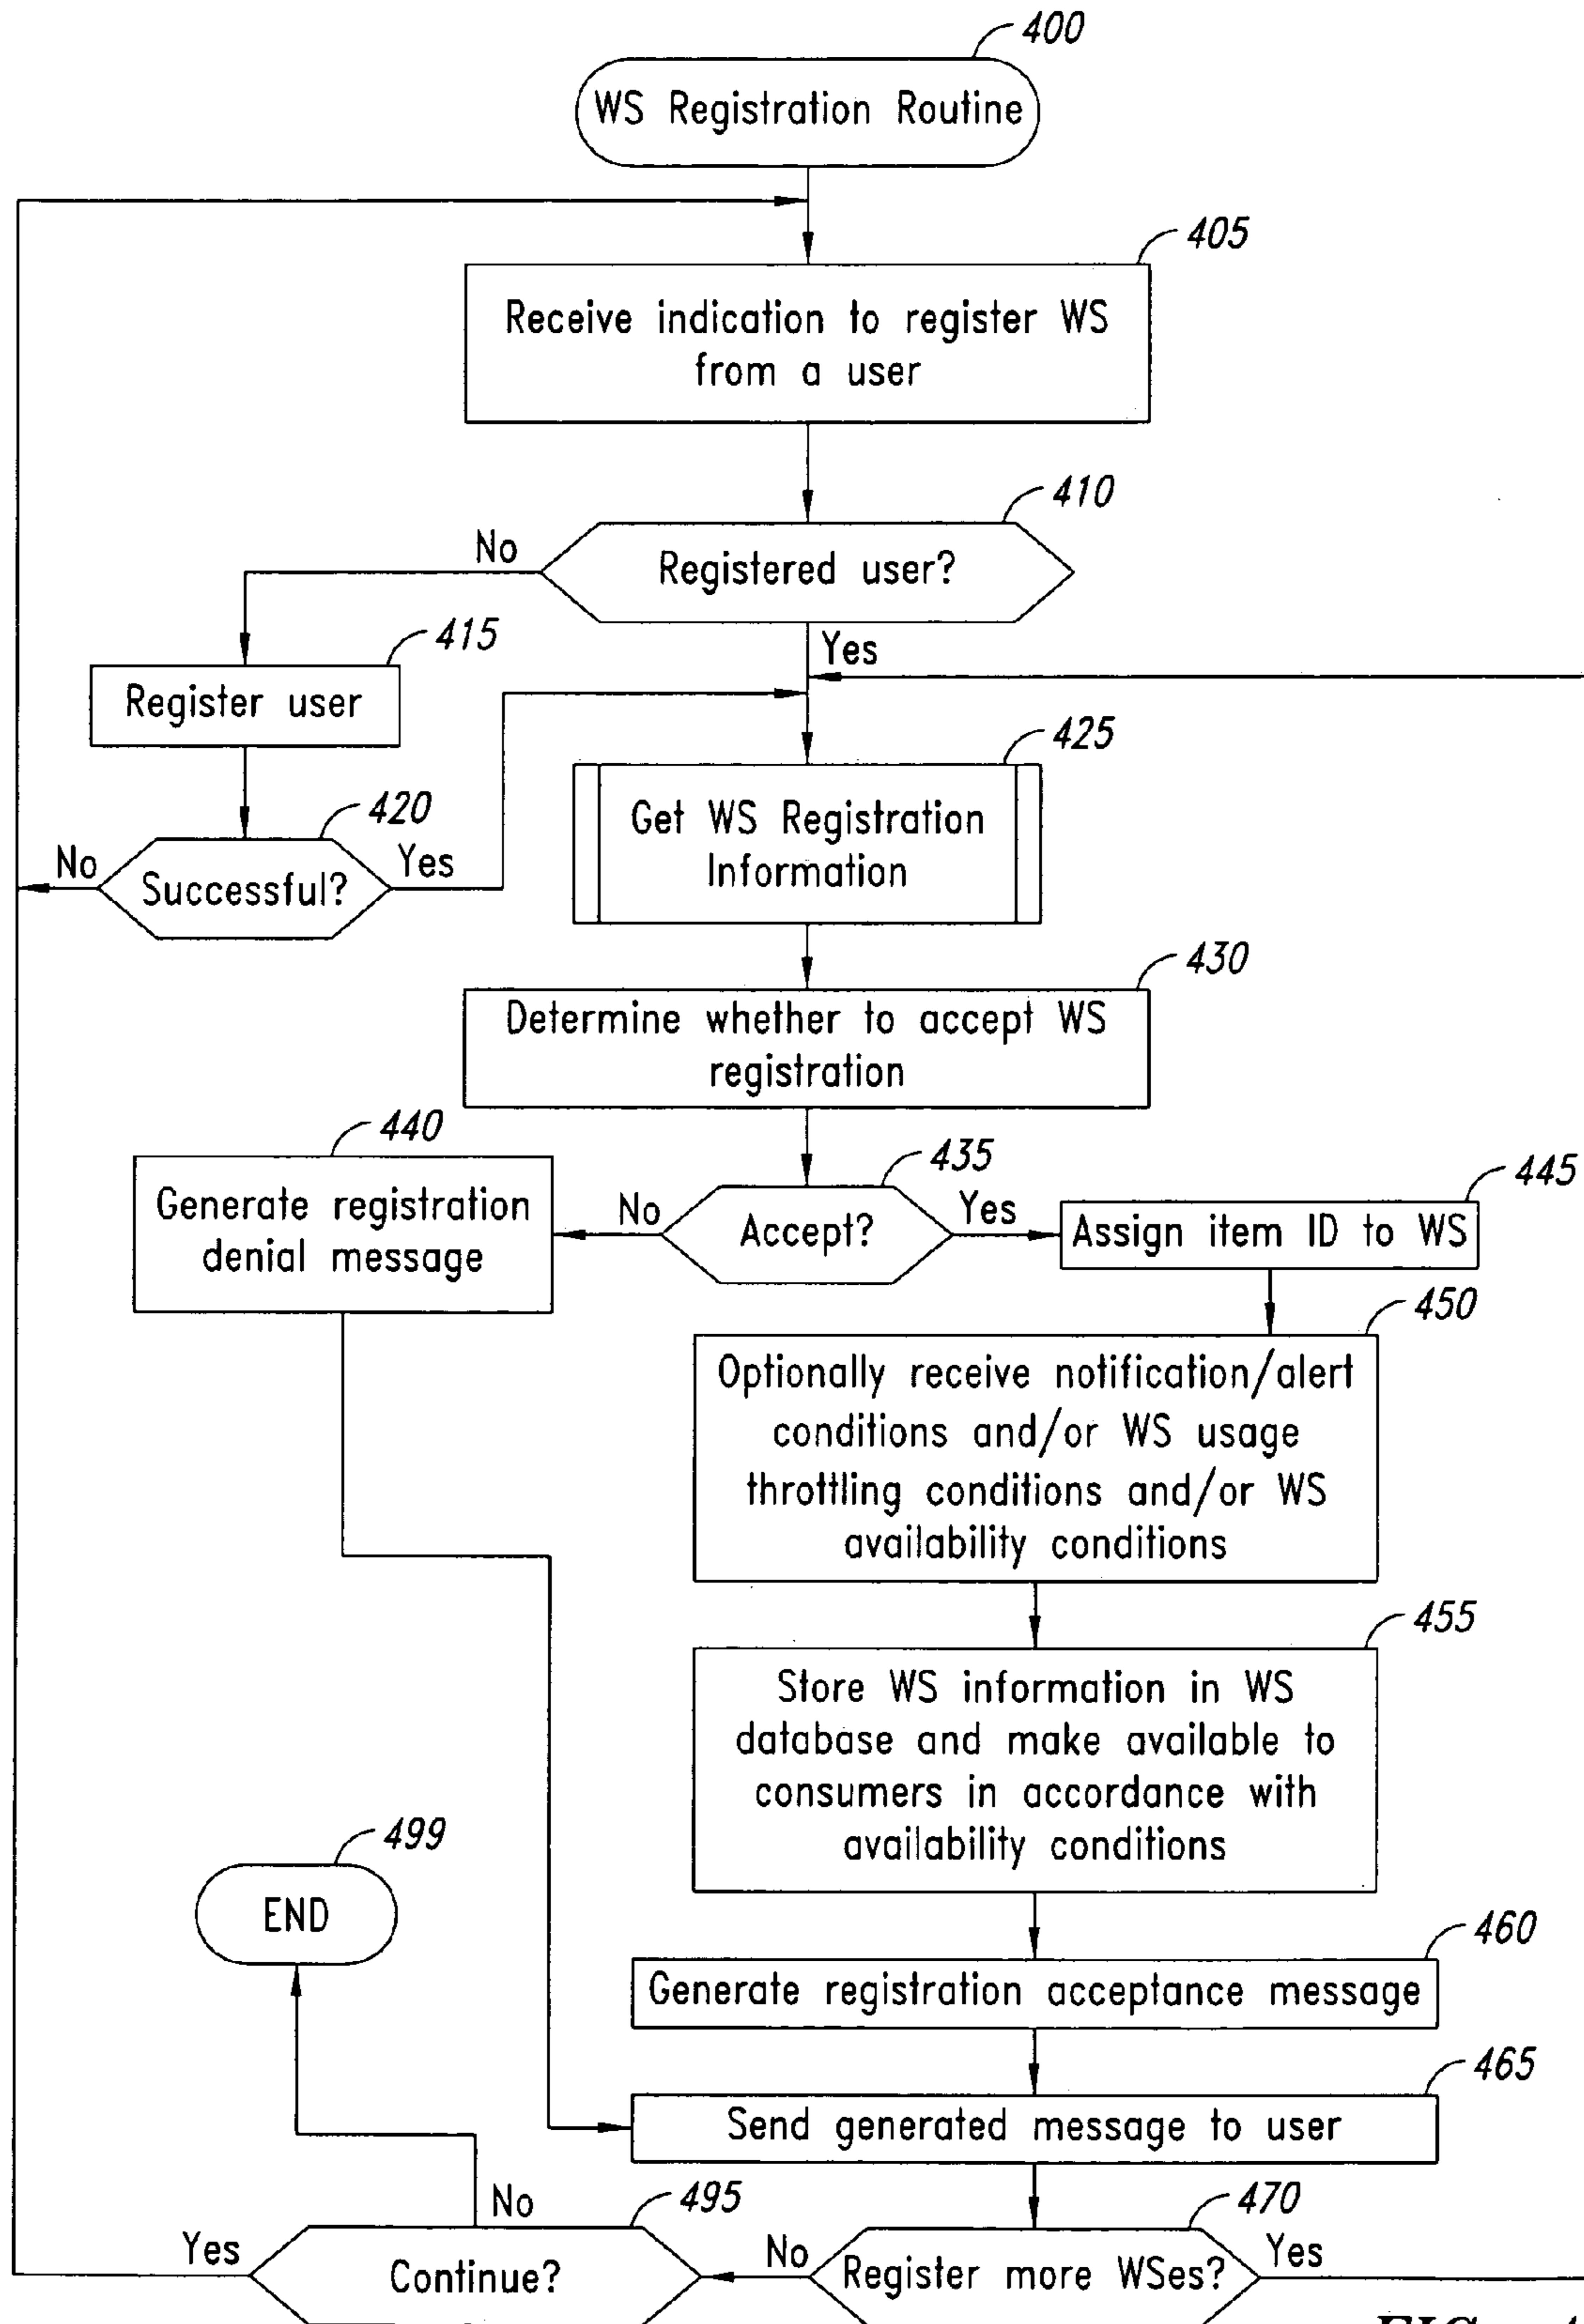 400
WS Registration Routine
405
Receive indication to register WS
from a user
410
Registered user?
No
Yes
415
Register user
420
Successful?
No
Yes
425
Get WS Registration
Information
430
Determine whether to accept WS
registration
435
Accept?
No
Yes
440
Generate registration
denial message
445
Assign item ID to WS
450
Optionally receive notification/alert
conditions and/or WS usage
throttling conditions and/or WS
availability conditions
455
Store WS information in WS
database and make available to
consumers in accordance with
availability conditions
499
END
460
Generate registration acceptance message
465
Send generated message to user
470
Register more WSes?
No
Yes
495
Continue?
No
Yes